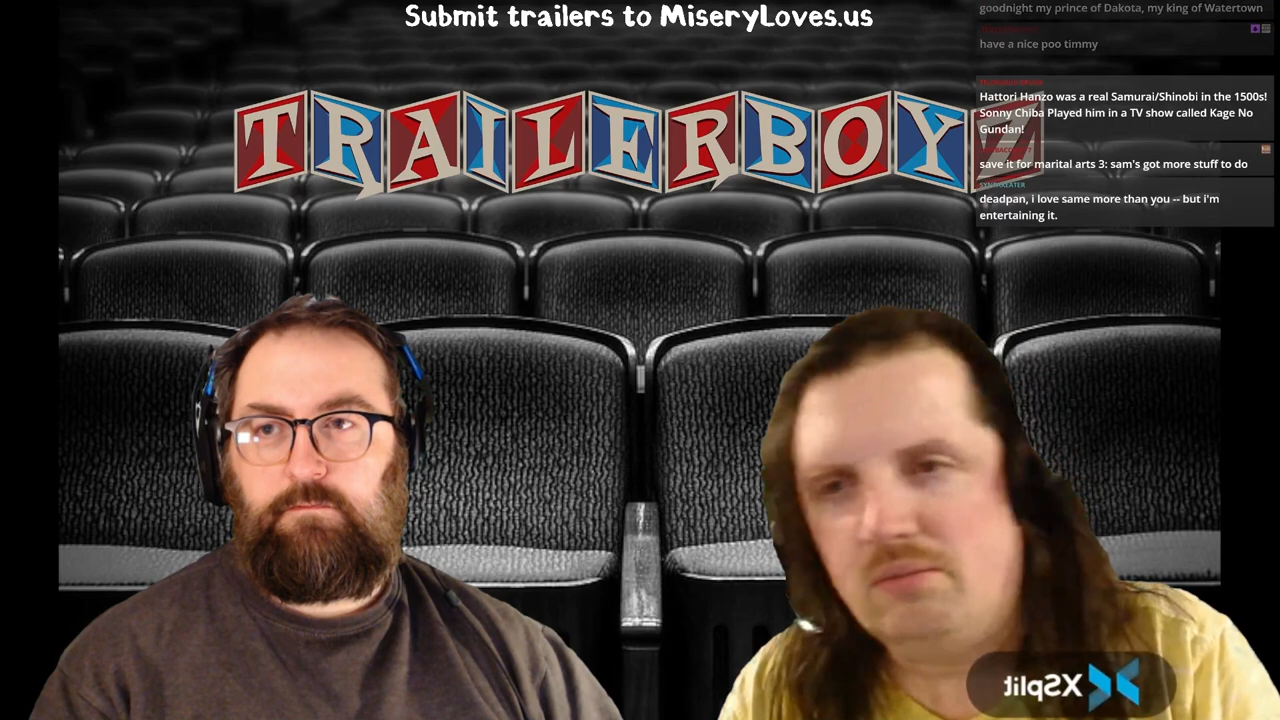 Submit trailers to MiseryLoves.us
goodnight my prince of Dakota, my king of Watertown
have a nice poo timmy
TRAILERBOYZ
Hattori Hanzo was a real Samurai/Shinobi in the 1500s!
Sonny Chiba Played him in a TV show called Kage No
Gundan!
save it for marital arts 3: sam's got more stuff to do
SYNTHEATER
deadpan, i love same more than you -- but i'm
entertaining it.
XSplit